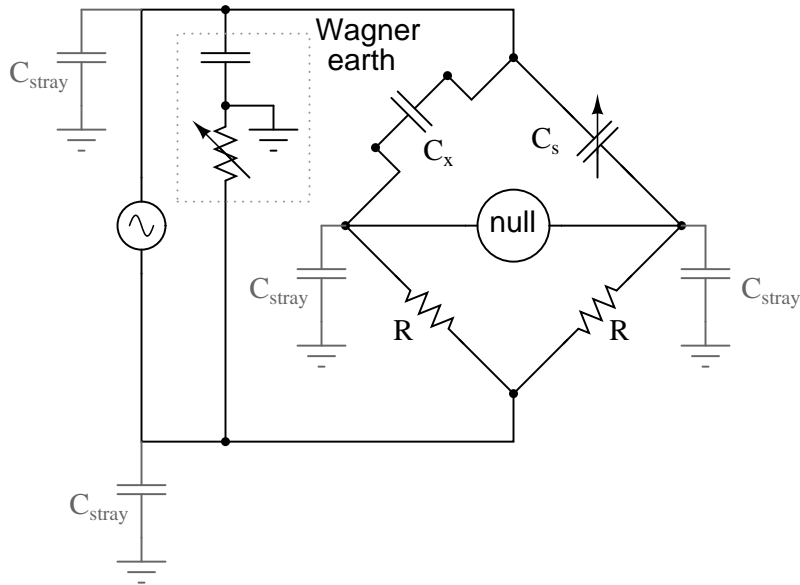 Wagner
earth
C_stray
C_x
C_s
null
C_stray
C_stray
R
R
C_stray